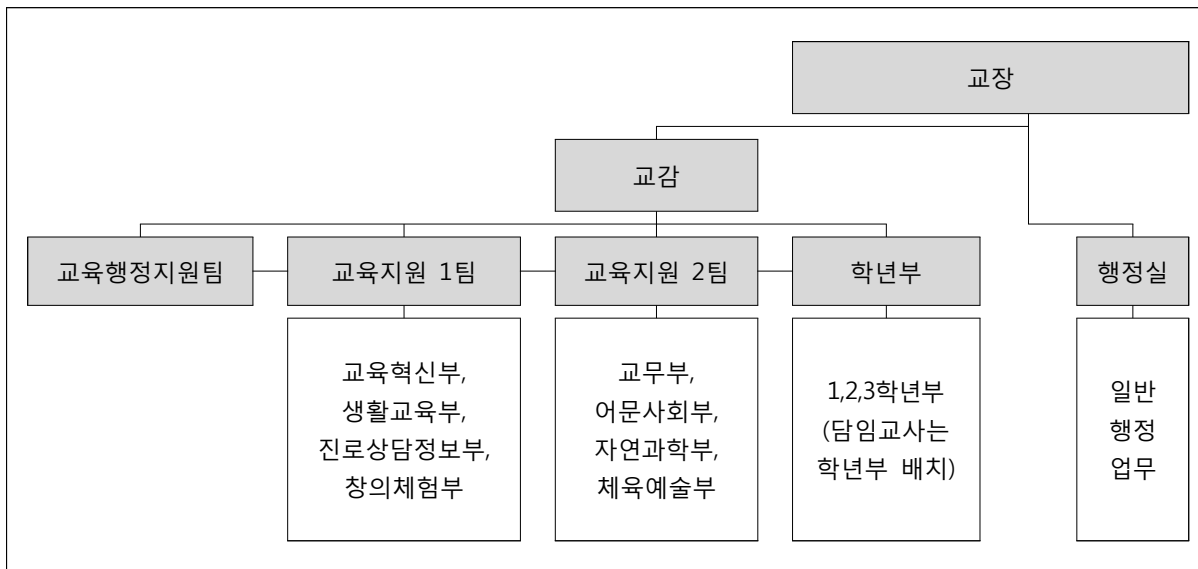 교장
교감
교육행정지원팀
교육지원 1팀
교육지원 2팀
학년부
행정실
교육혁신부,
생활교육부,
진로상담정보부,
창의체험부
교무부,
어문사회부,
자연과학부,
체육예술부
1,2,3학년부
(담임교사는
학년부 배치)
일반
행정
업무